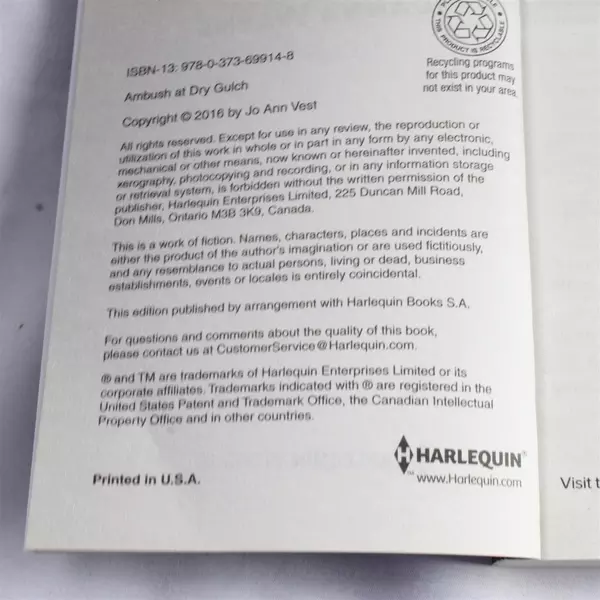 THIS PRODUCT IS RECYCLABLE
Recycling programs
for this product may
not exist in your area.
ISBN-13: 978-0-373-69914-8
Ambush at Dry Gulch
Copyright © 2016 by Jo Ann Vest
All rights reserved. Except for use in any review, the reproduction or
utilization of this work in whole or in part in any form by any electronic,
mechanical or other means, now known or hereinafter invented, including
xerography, photocopying and recording, or in any information storage
or retrieval system, is forbidden without the written permission of the
publisher, Harlequin Enterprises Limited, 225 Duncan Mill Road,
Don Mills, Ontario M3B 3K9, Canada.
This is a work of fiction. Names, characters, places and incidents are
either the product of the author's imagination or are used fictitiously,
and any resemblance to actual persons, living or dead, business
establishments, events or locales is entirely coincidental.
This edition published by arrangement with Harlequin Books S.A.
For questions and comments about the quality of this book,
please contact us at CustomerService@Harlequin.com.
® and TM are trademarks of Harlequin Enterprises Limited or its
corporate affiliates. Trademarks indicated with ® are registered in the
United States Patent and Trademark Office, the Canadian Intellectual
Property Office and in other countries.
HARLEQUIN®
™ www.Harlequin.com
Printed in U.S.A.
Visit t